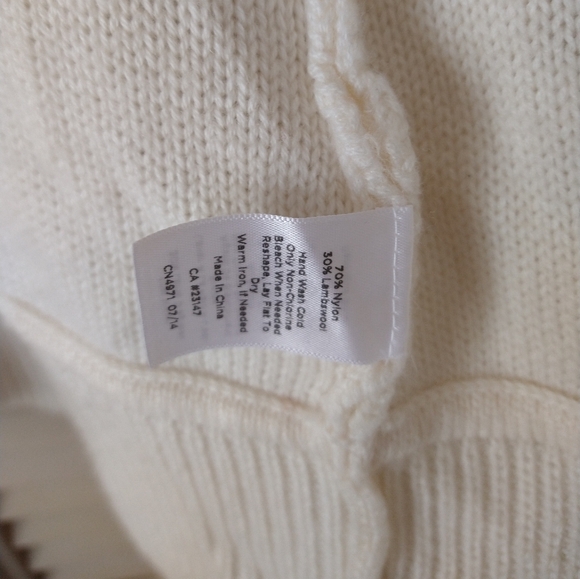 70% Nylon
30% Lambswool
Hand Wash Cold
Only Non-Chlorine
Bleach When Needed
Reshape, Lay Flat To
Dry
Warm Iron, If Needed
Made In China
CA #23147
CN4971 07/14